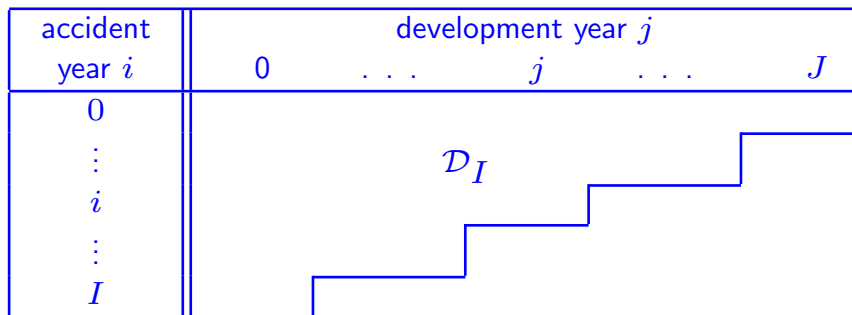 accident development year j
year i 0 . . . j . . . J
0
⋮ 𝒟_I
i
⋮
I